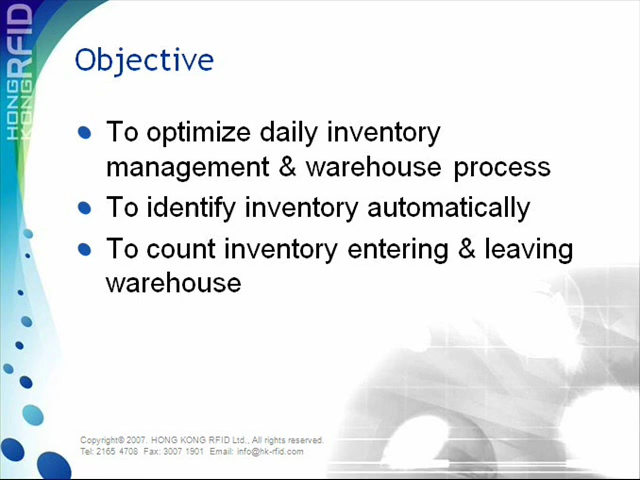 HONG KONG RFID
Objective
To optimize daily inventory
management & warehouse process
To identify inventory automatically
To count inventory entering & leaving
warehouse
Copyright® 2007. HONG KONG RFID Ltd., All rights reserved.
Tel: 2165 4708 Fax: 3007 1901 Email: info@hk-rfid.com